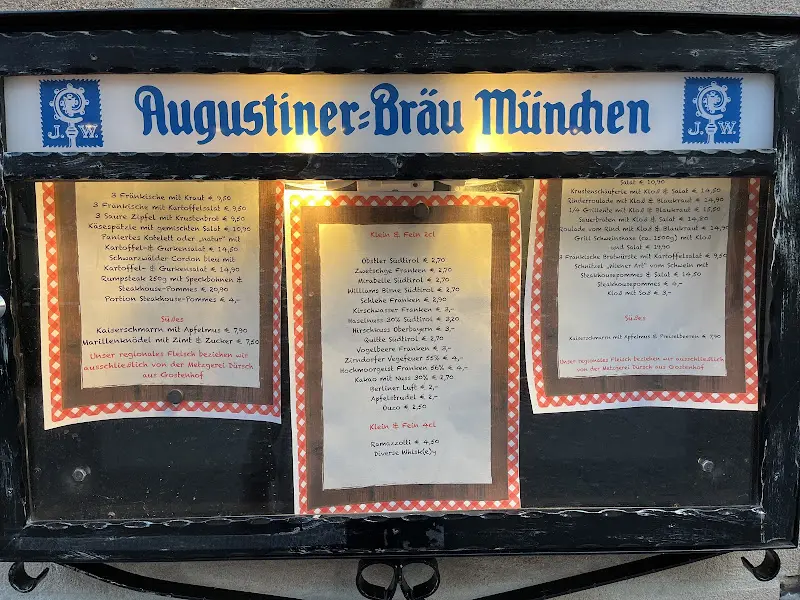 J. W.
Augustiner-Bräu München
J. W.
3 Fränkische mit Kraut € 9,50
3 Fränkische mit Kartoffelsalat € 9,50
3 Saure Zipfel mit Krustenbrot € 9,50
Käsespätzle mit gemischten Salat € 10,90
Paniertes Kotelett oder „natur" mit
Kartoffel- & Gurkensalat € 14,50
Schwarzwälder Cordon bleu mit
Kartoffel- & Gurkensalat € 14,90
Rumpsteak 250g mit Speckbohnen &
Steakhouse-Pommes € 20,90
Portion Steakhouse-Pommes € 4,-
Süßes
Kaiserschmarrn mit Apfelmus € 7,90
Marillenknödel mit Zimt & Zucker € 7,50
Unser regionales Fleisch beziehen wir
ausschließlich von der Metzgerei Dürsch
aus Gostenhof
Klein & Fein 2cl
Obstler Südtirol € 2,70
Zwetschge Franken € 2,70
Mirabelle Südtirol € 2,70
Williams Birne Südtirol € 2,70
Schlehe Franken € 2,90
Kirschwasser Franken € 3,-
Haselnuss 30% Südtirol € 3,20
Hirschkuss Oberbayern € 3,-
Quitte Südtirol € 2,70
Vogelbeere Franken € 3,-
Zirndorfer Vegefeuer 55% € 4,-
Hochmoorgeist Franken 56% € 4,-
Kakao mit Nuss 30% € 2,70
Berliner Luft € 2,-
Apfelstrudel € 2,-
Ouzo € 2,50
Klein & Fein 4cl
Ramazzotti € 4,50
Diverse Whisk(e)y
Salat € 10,90
Krustenschäuferle mit Kloß & Salat € 14,50
Rinderroulade mit Kloß & Blaukraut € 14,90
1/4 Grillente mit Kloß & Blaukraut € 15,50
Sauerbraten mit Kloß & Salat € 14,20
Roulade vom Rind mit Kloß & Blaukraut € 14,90
Grill Schweinshaxe (ca. 1500g) mit Kloß
und Salat € 19,90
3 Fränkische Bratwürste mit Kartoffelsalat € 9,50
Schnitzel „Wiener Art" vom Schwein mit
Steakhousepommes & Salat € 14,50
Steakhousepommes € 4,-
Kloß mit Soß € 3,-
Süßes
Kaiserschmarrn mit Apfelmus & Preiselbeeren € 7,90
Unser regionales Fleisch beziehen wir ausschließlich
von der Metzgerei Dürsch aus Gostenhof